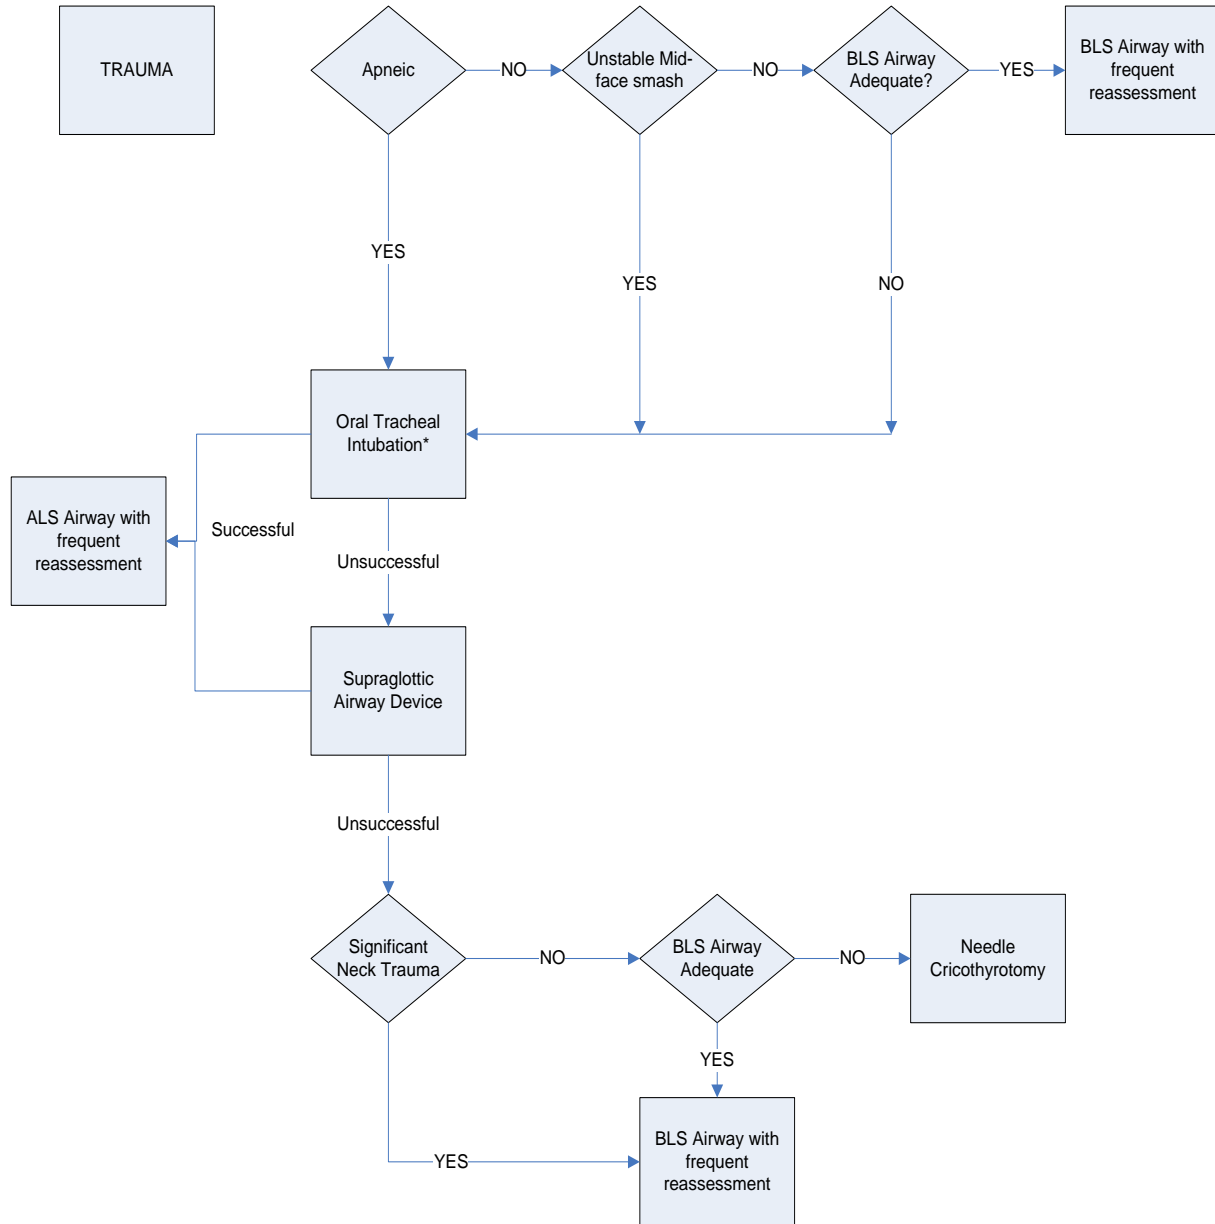 TRAUMA
Apneic
NO
Unstable Mid-
face smash
NO
BLS Airway
Adequate?
YES
BLS Airway with
frequent
reassessment
YES
YES
NO
Oral Tracheal
Intubation*
ALS Airway with
frequent
reassessment
Successful
Unsuccessful
Supraglottic
Airway Device
Unsuccessful
Significant
Neck Trauma
NO
BLS Airway
Adequate
NO
Needle
Cricothyrotomy
YES
YES
BLS Airway with
frequent
reassessment